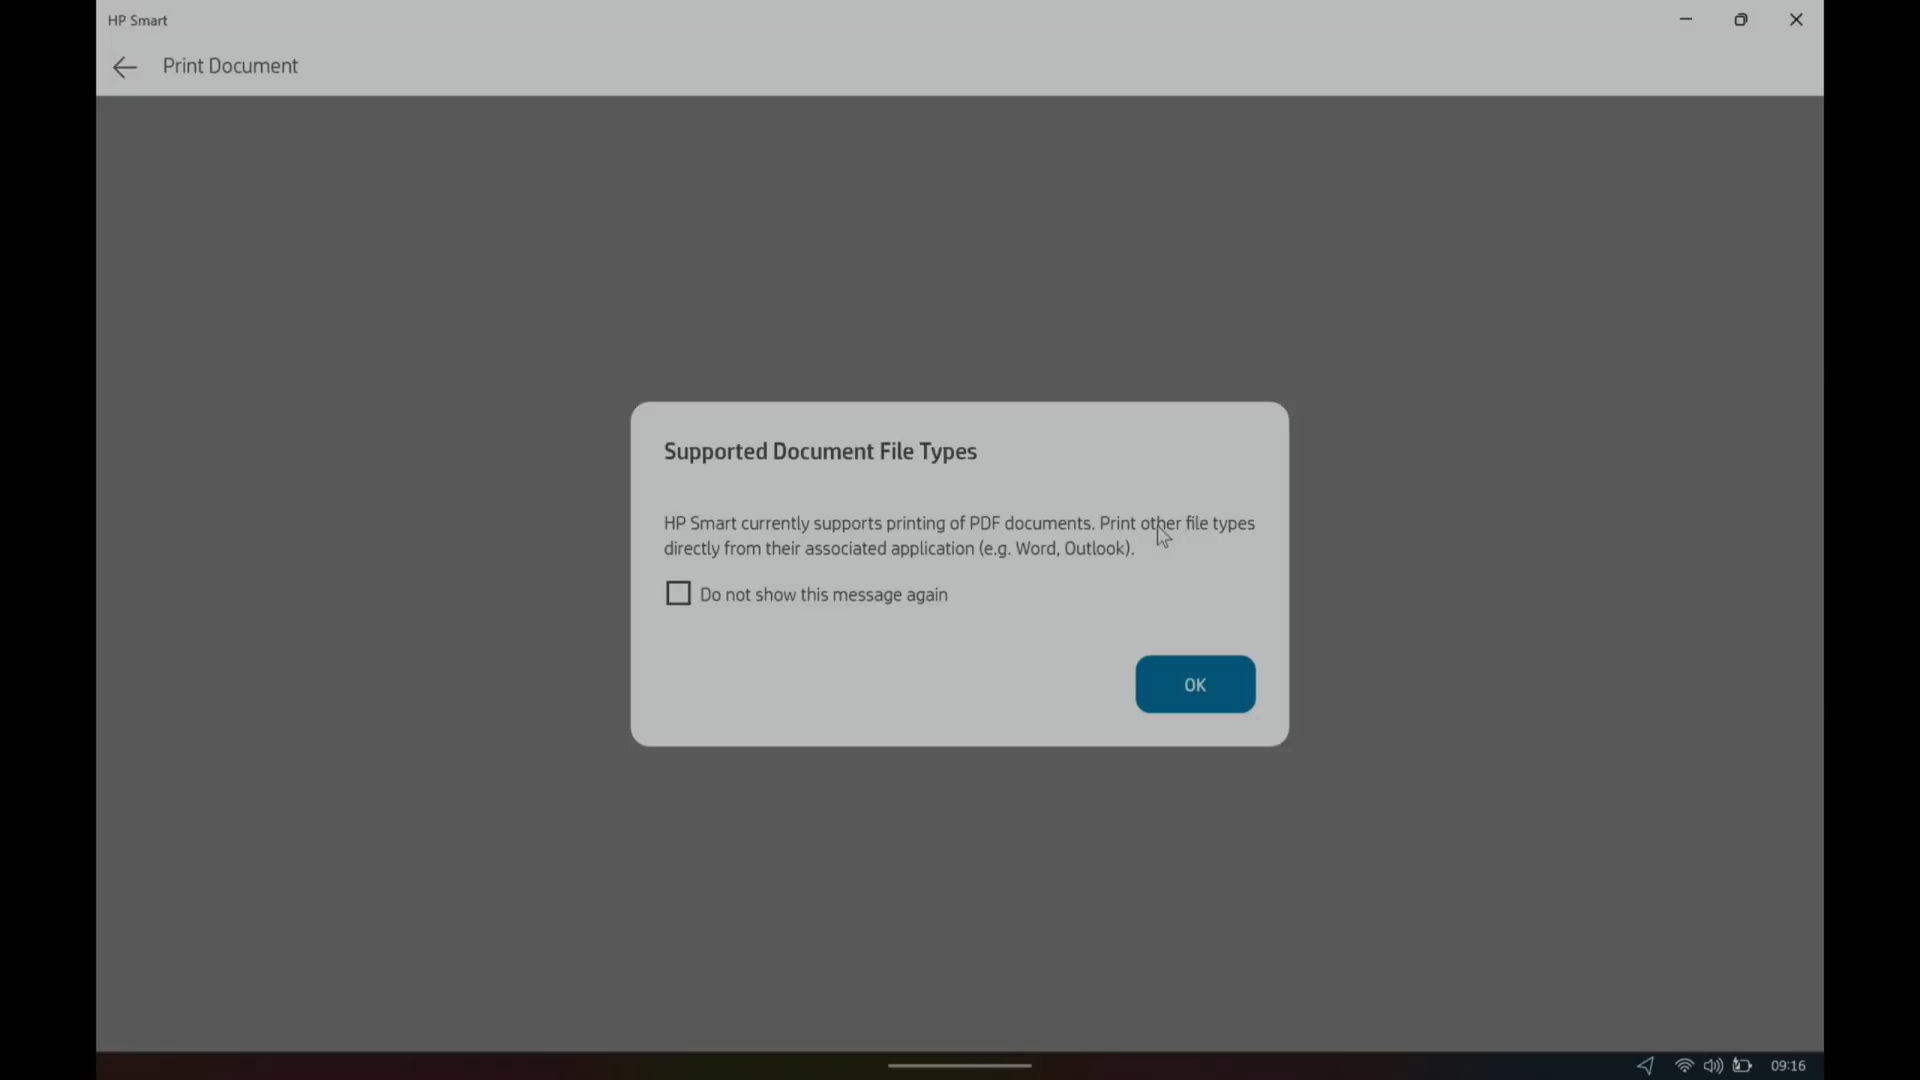 HP Smart
Print Document
Supported Document File Types
HP Smart currently supports printing of PDF documents. Print other file types
directly from their associated application (e.g. Word, Outlook).
Do not show this message again
OK
09:16